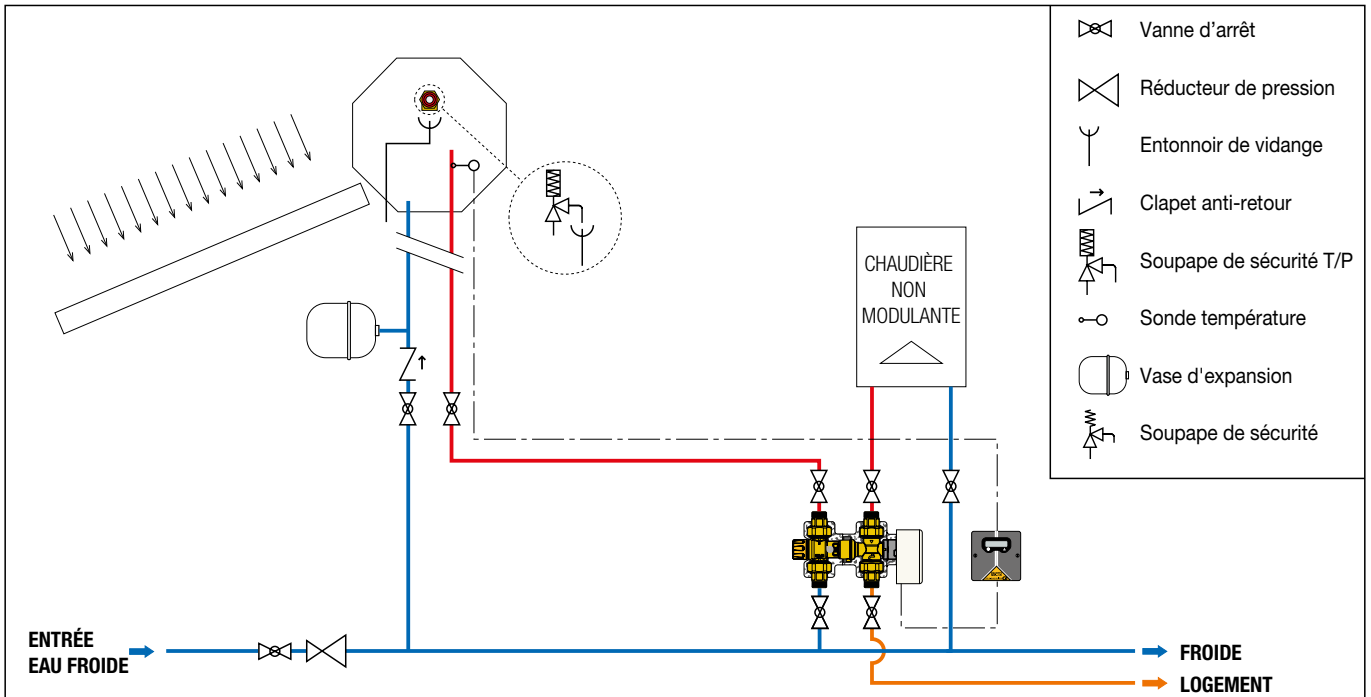 Vanne d'arrêt
Réducteur de pression
Entonnoir de vidange
Clapet anti-retour
Soupape de sécurité T/P
Sonde température
Vase d'expansion
Soupape de sécurité
CHAUDIÈRE
NON
MODULANTE
ENTRÉE
EAU FROIDE
FROIDE
LOGEMENT